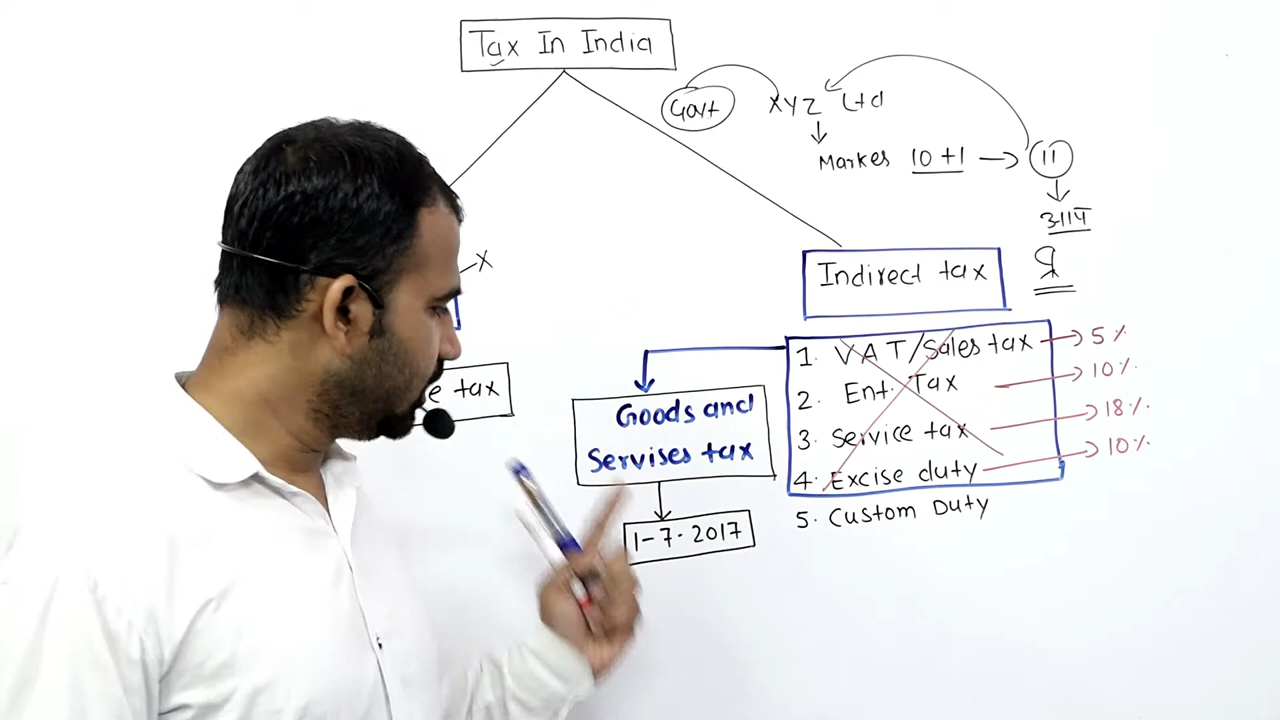 Tax In India
Govt XYZ Ltd
Market 10 + 1 → 11
Indirect tax
X
e tax
1. VAT/Sales tax → 5%
2. Ent. Tax → 10%
3. Service tax → 18%
4. Excise duty → 10%
5. Custom Duty
Goods and
Servises tax
1-7-2017